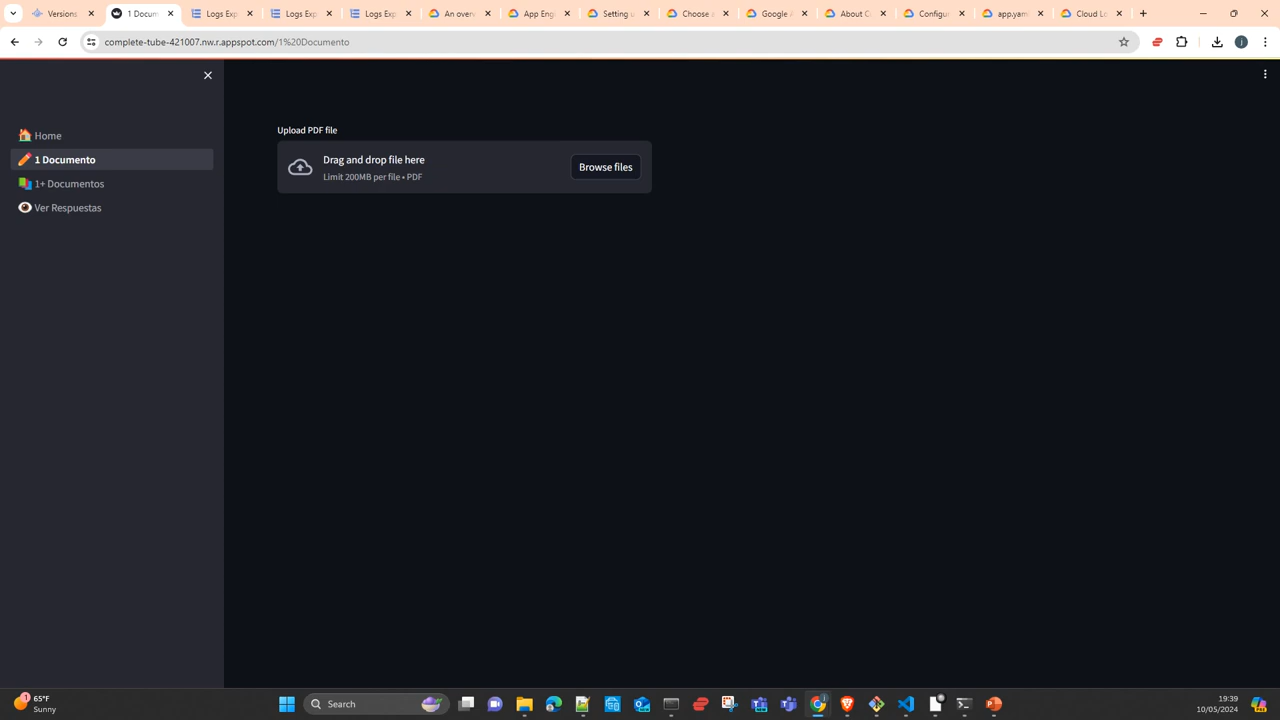 Versions
1 Docum
Logs Exp
Logs Exp
Logs Exp
An overv
App Eng
Setting u
Choose a
Google A
About C
Configur
app.yam
Cloud Lo
complete-tube-421007.nw.r.appspot.com/1%20Documento
Home
1 Documento
1+ Documentos
Ver Respuestas
Upload PDF file
Drag and drop file here
Limit 200MB per file • PDF
Browse files
1
65°F
Sunny
Search
19:39
10/05/2024